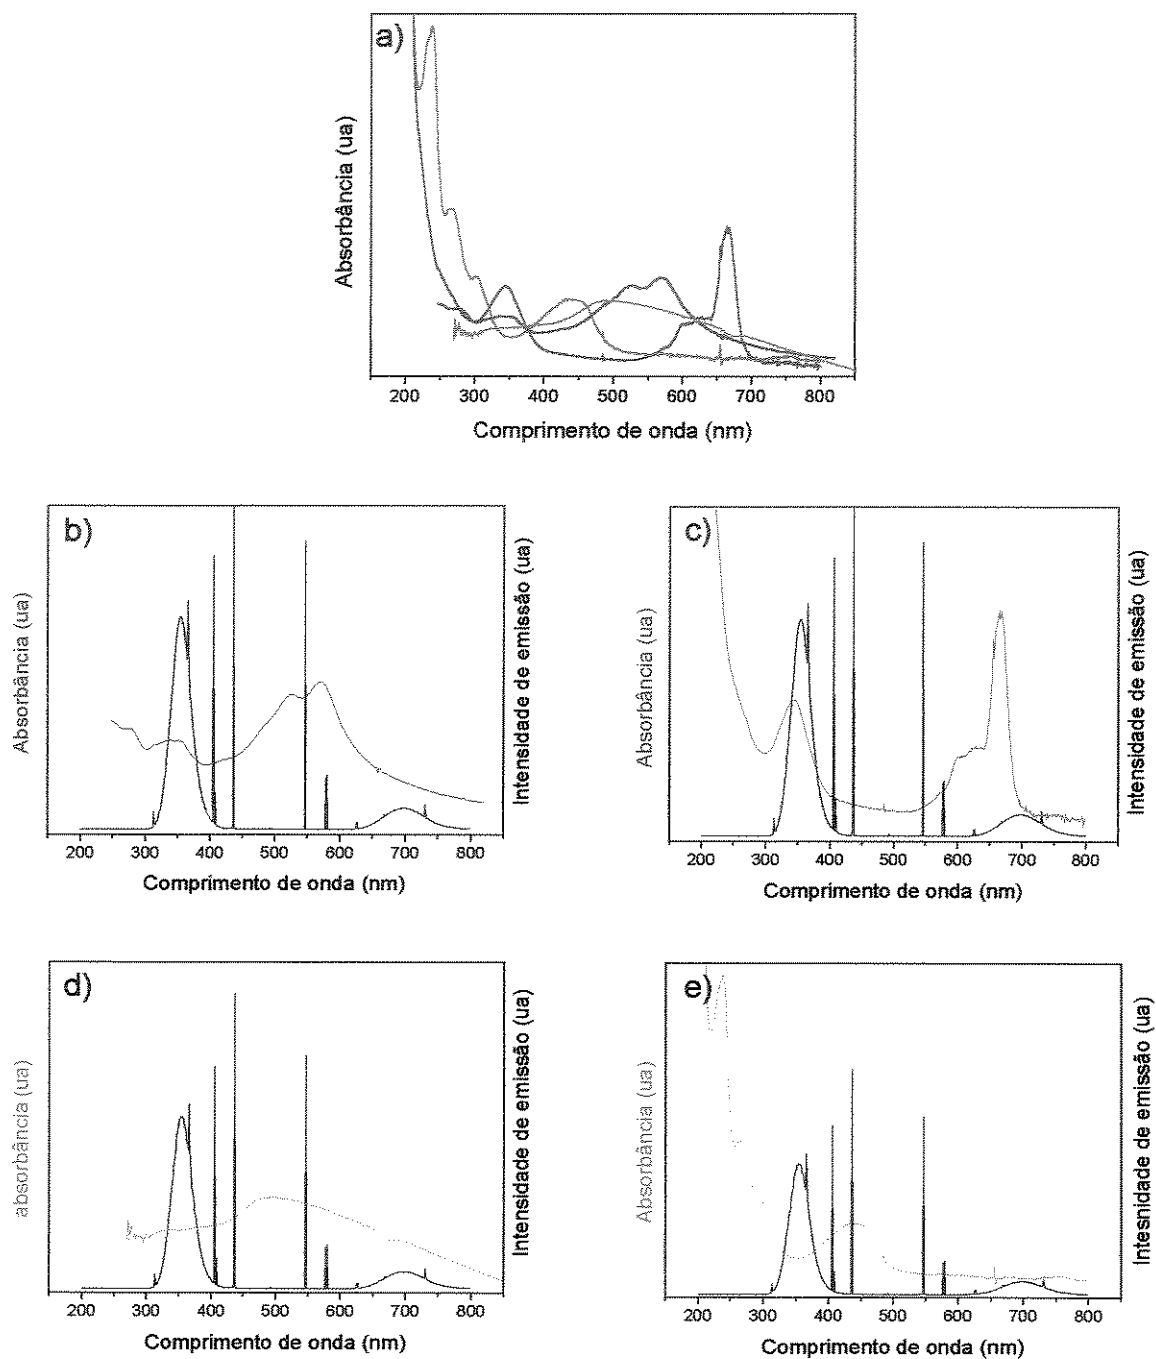 a)
Absorbância (ua)
200 300 400 500 600 700 800
Comprimento de onda (nm)
b)
Absorbância (ua)
Intensidade de emissão (ua)
200 300 400 500 600 700 800
Comprimento de onda (nm)
c)
Absorbância (ua)
Intensidade de emissão (ua)
200 300 400 500 600 700 800
Comprimento de onda (nm)
d)
absorbância (ua)
Intensidade de emissão (ua)
200 300 400 500 600 700 800
Comprimento de onda (nm)
e)
Absorbância (ua)
Intesnidade de emissão (ua)
200 300 400 500 600 700 800
Comprimento de onda (nm)